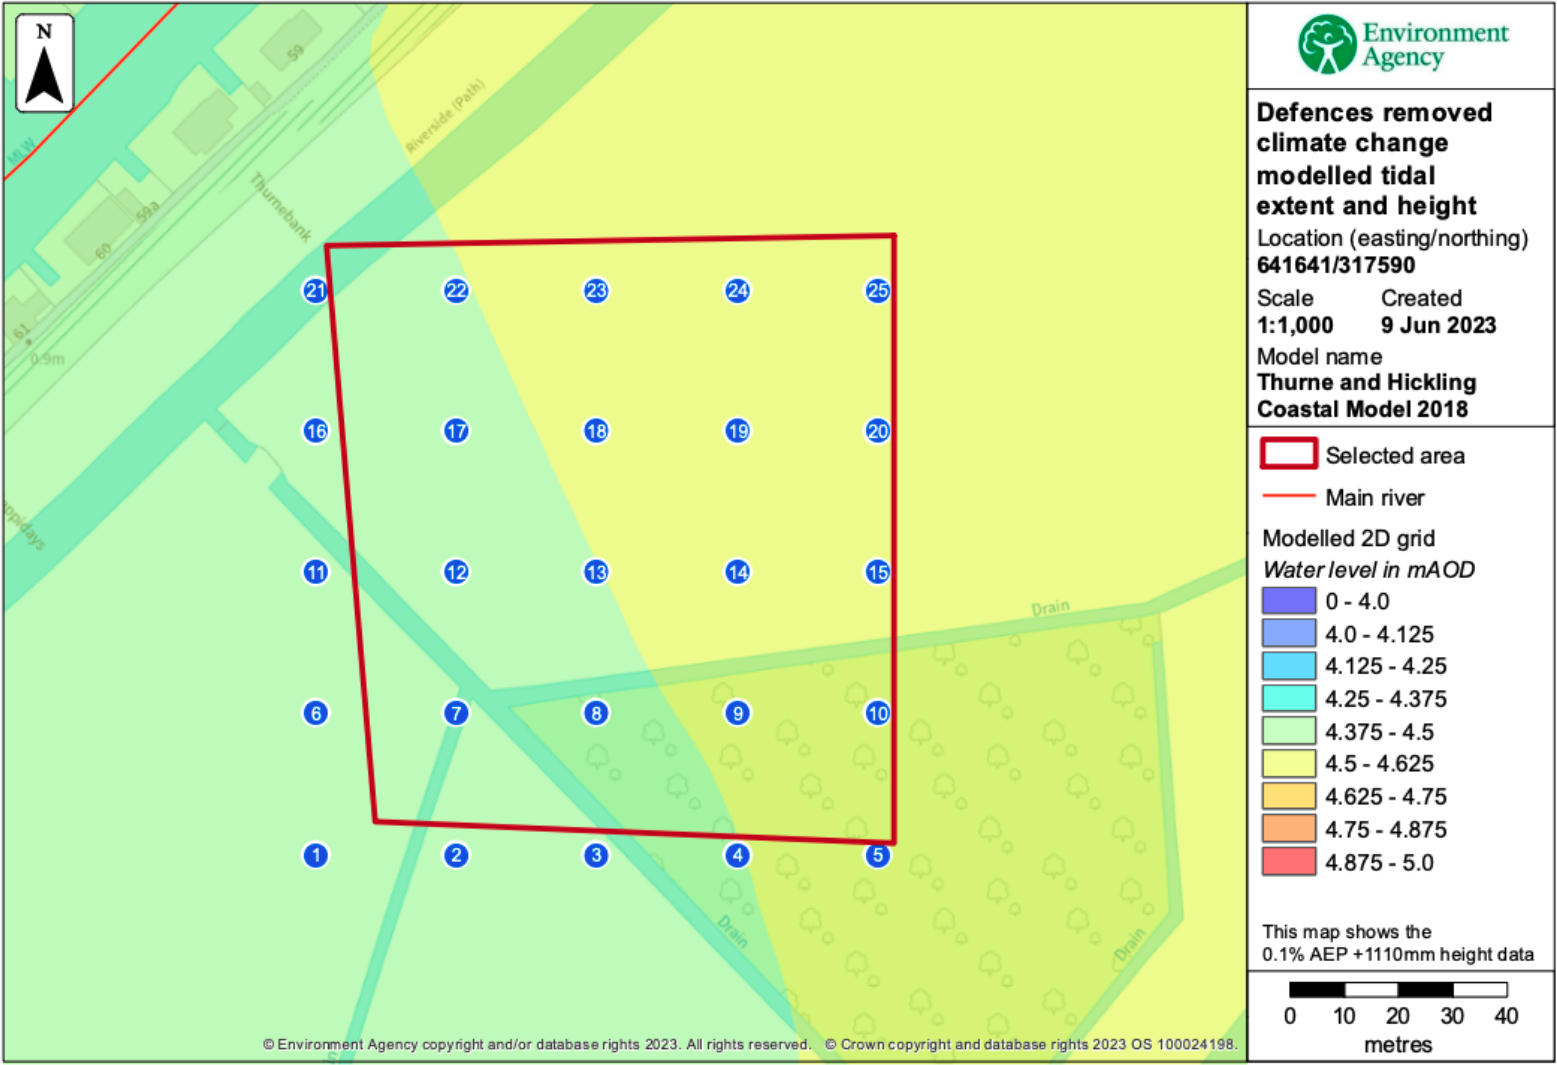 N
59
Riverside (Path)
MLW
Thurnebank
59a
60
61
0.9m
21
22
23
24
25
16
17
18
19
20
11
12
13
14
15
Drain
6
7
8
9
10
1
2
3
4
5
Drain
Drain
© Environment Agency copyright and/or database rights 2023. All rights reserved. © Crown copyright and database rights 2023 OS 100024198.
Environment
Agency
Defences removed
climate change
modelled tidal
extent and height
Location (easting/northing)
641641/317590
Scale Created
1:1,000 9 Jun 2023
Model name
Thurne and Hickling
Coastal Model 2018
Selected area
Main river
Modelled 2D grid
Water level in mAOD
0 - 4.0
4.0 - 4.125
4.125 - 4.25
4.25 - 4.375
4.375 - 4.5
4.5 - 4.625
4.625 - 4.75
4.75 - 4.875
4.875 - 5.0
This map shows the
0.1% AEP +1110mm height data
0 10 20 30 40
metres